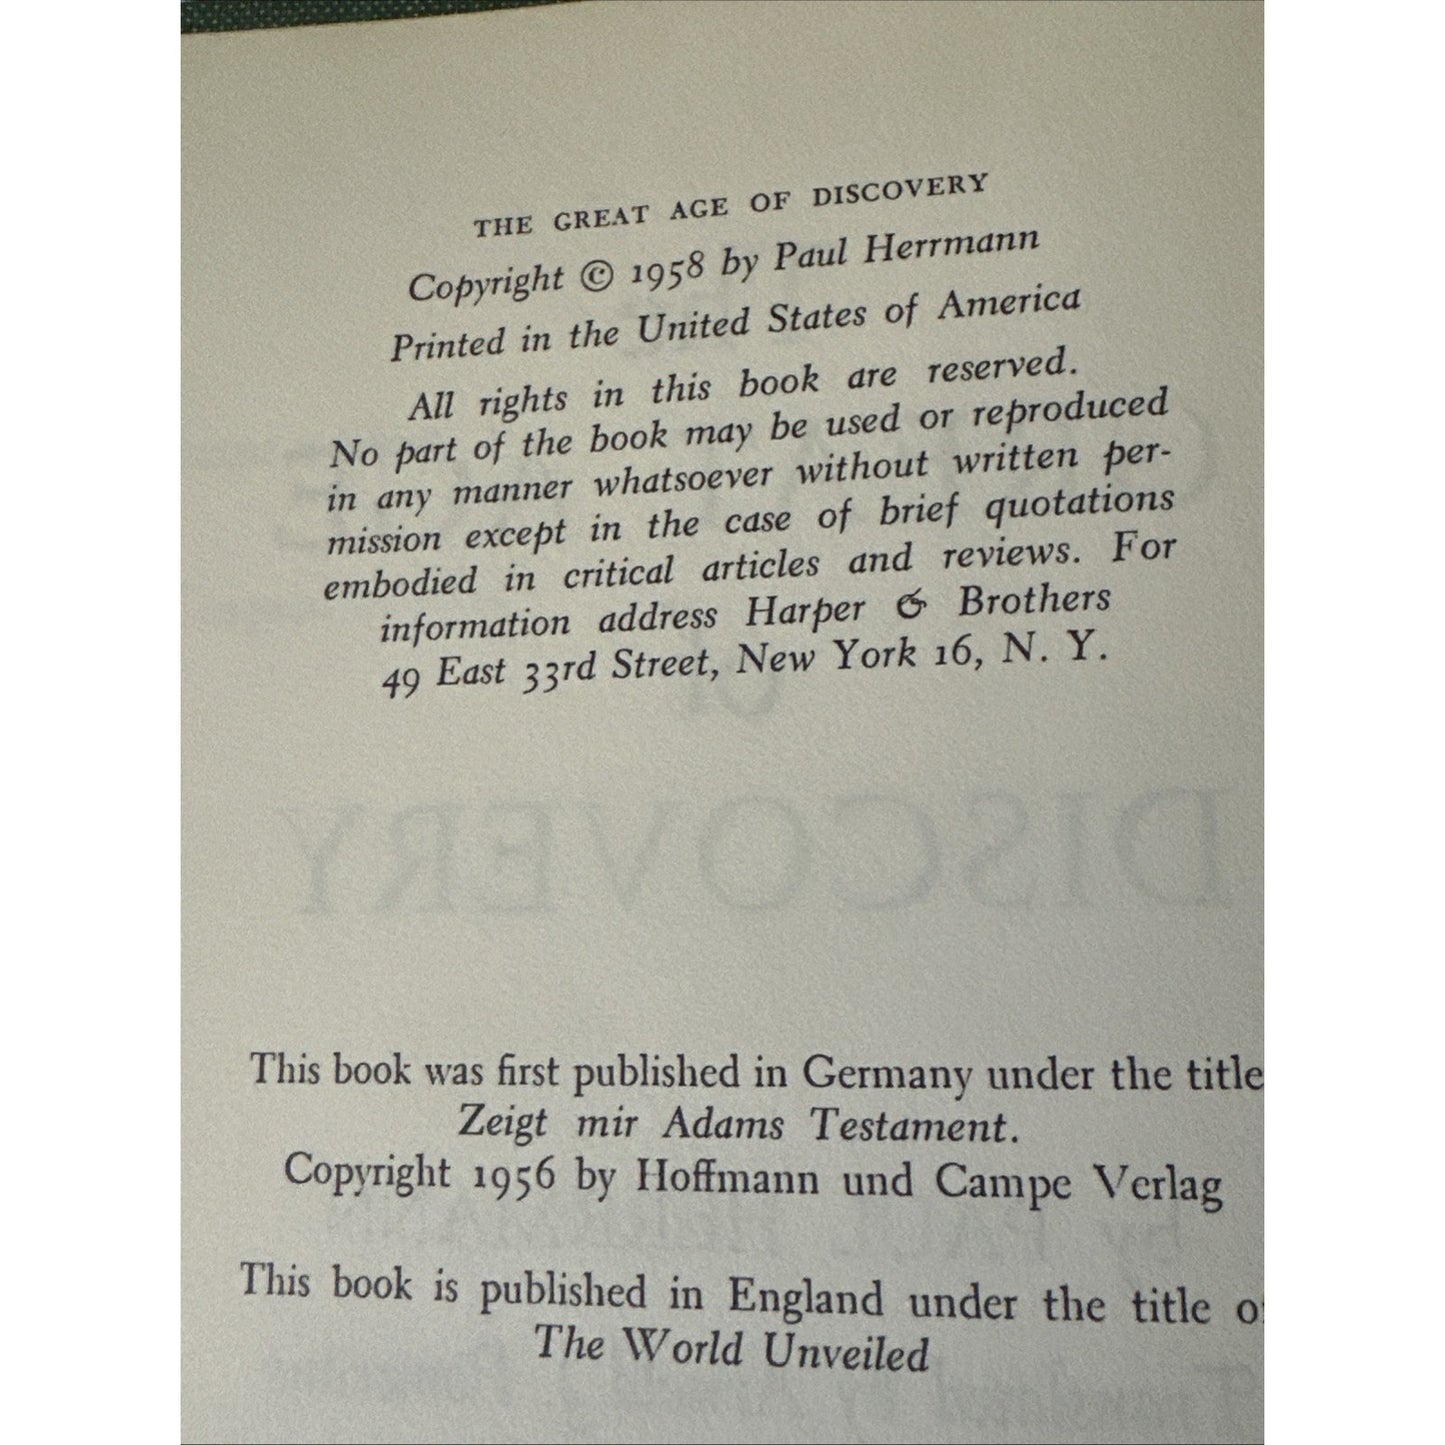 THE GREAT AGE OF DISCOVERY
Copyright © 1958 by Paul Herrmann
Printed in the United States of America
All rights in this book are reserved.
No part of the book may be used or reproduced
in any manner whatsoever without written per-
mission except in the case of brief quotations
embodied in critical articles and reviews. For
information address Harper & Brothers
49 East 33rd Street, New York 16, N. Y.
DISCOVERY
This book was first published in Germany under the title
Zeigt mir Adams Testament.
Copyright 1956 by Hoffmann und Campe Verlag
This book is published in England under the title
The World Unveiled